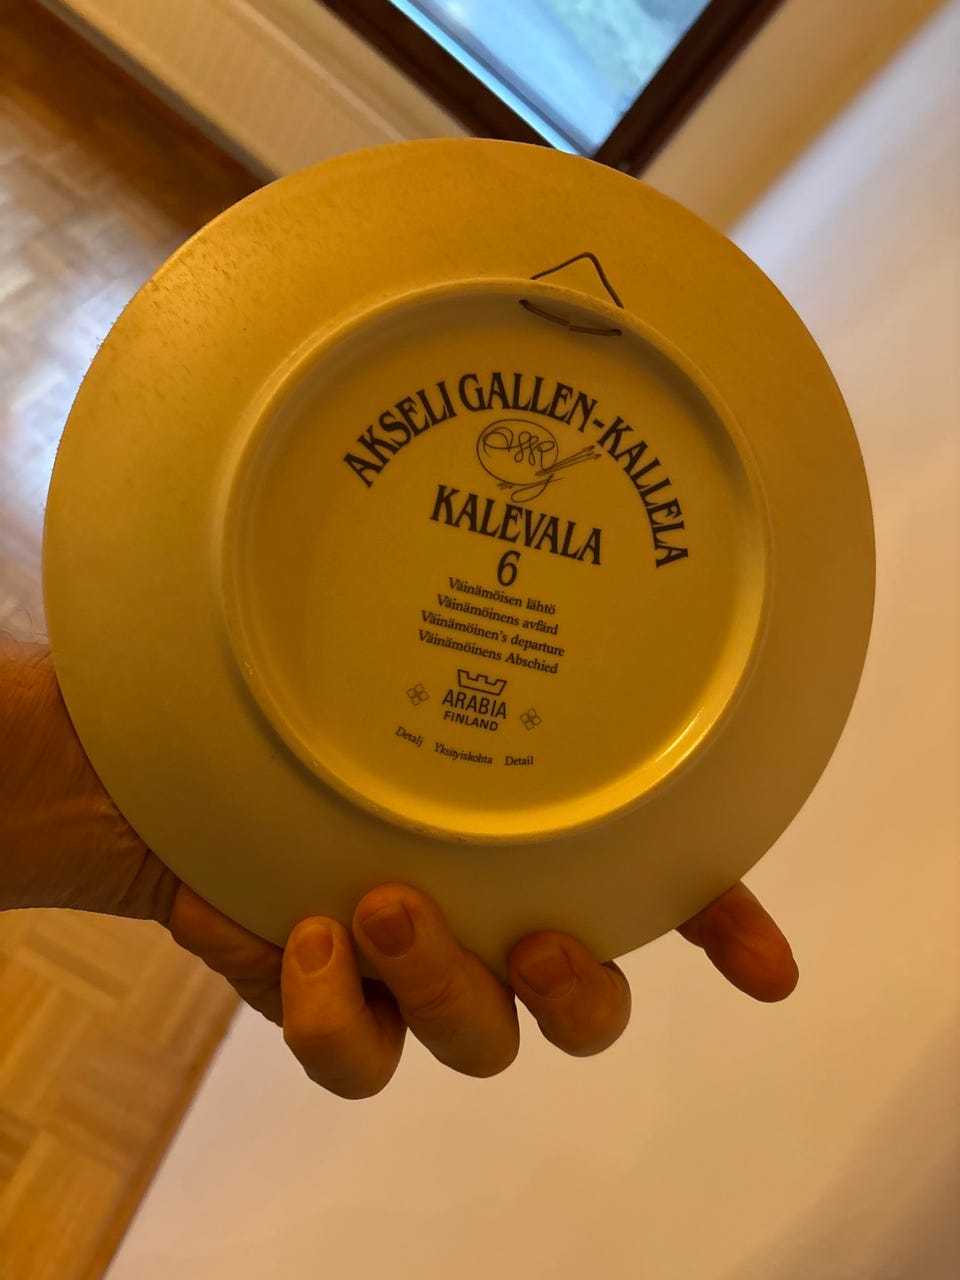 AKSELI GALLEN-KALLELA
KALEVALA
6
Väinämöisen lähtö
Väinämöinens avfärd
Väinämöinen's departure
Väinämöinens Abschied
ARABIA
FINLAND
Detalj Yksityiskohta Detail